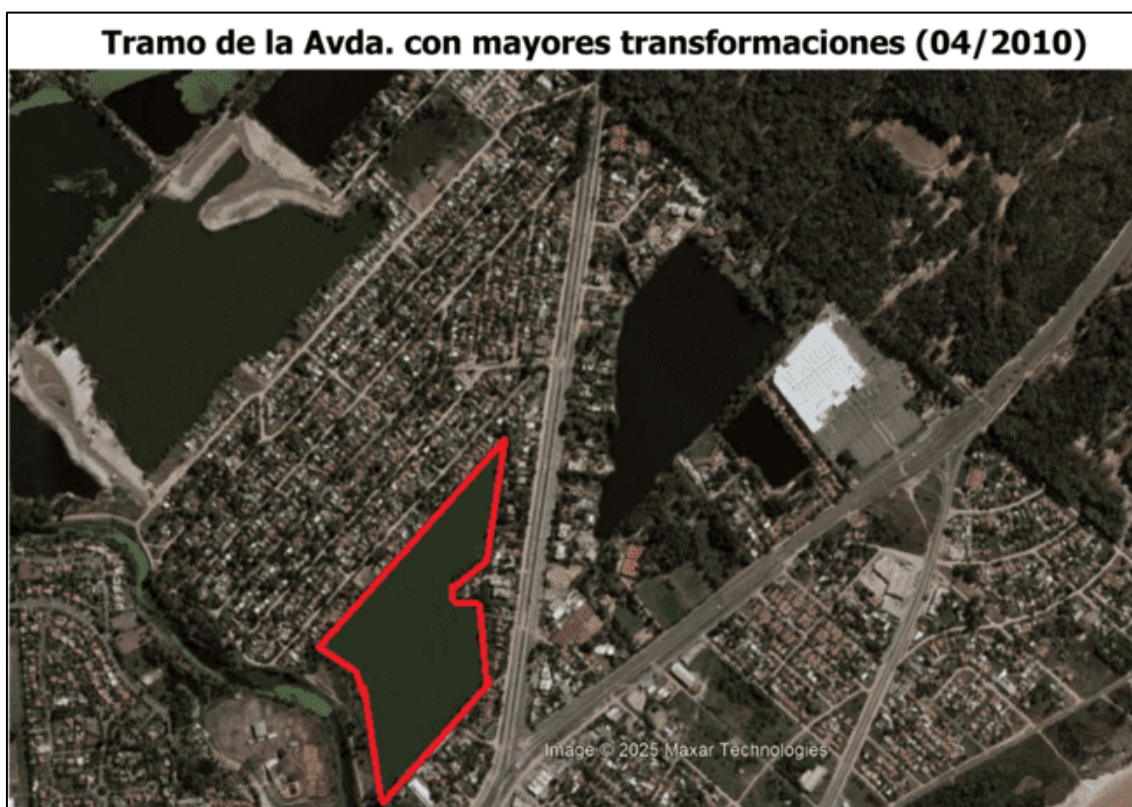 Tramo de la Avda. con mayores transformaciones (04/2010)
Image © 2025 Maxar Technologies